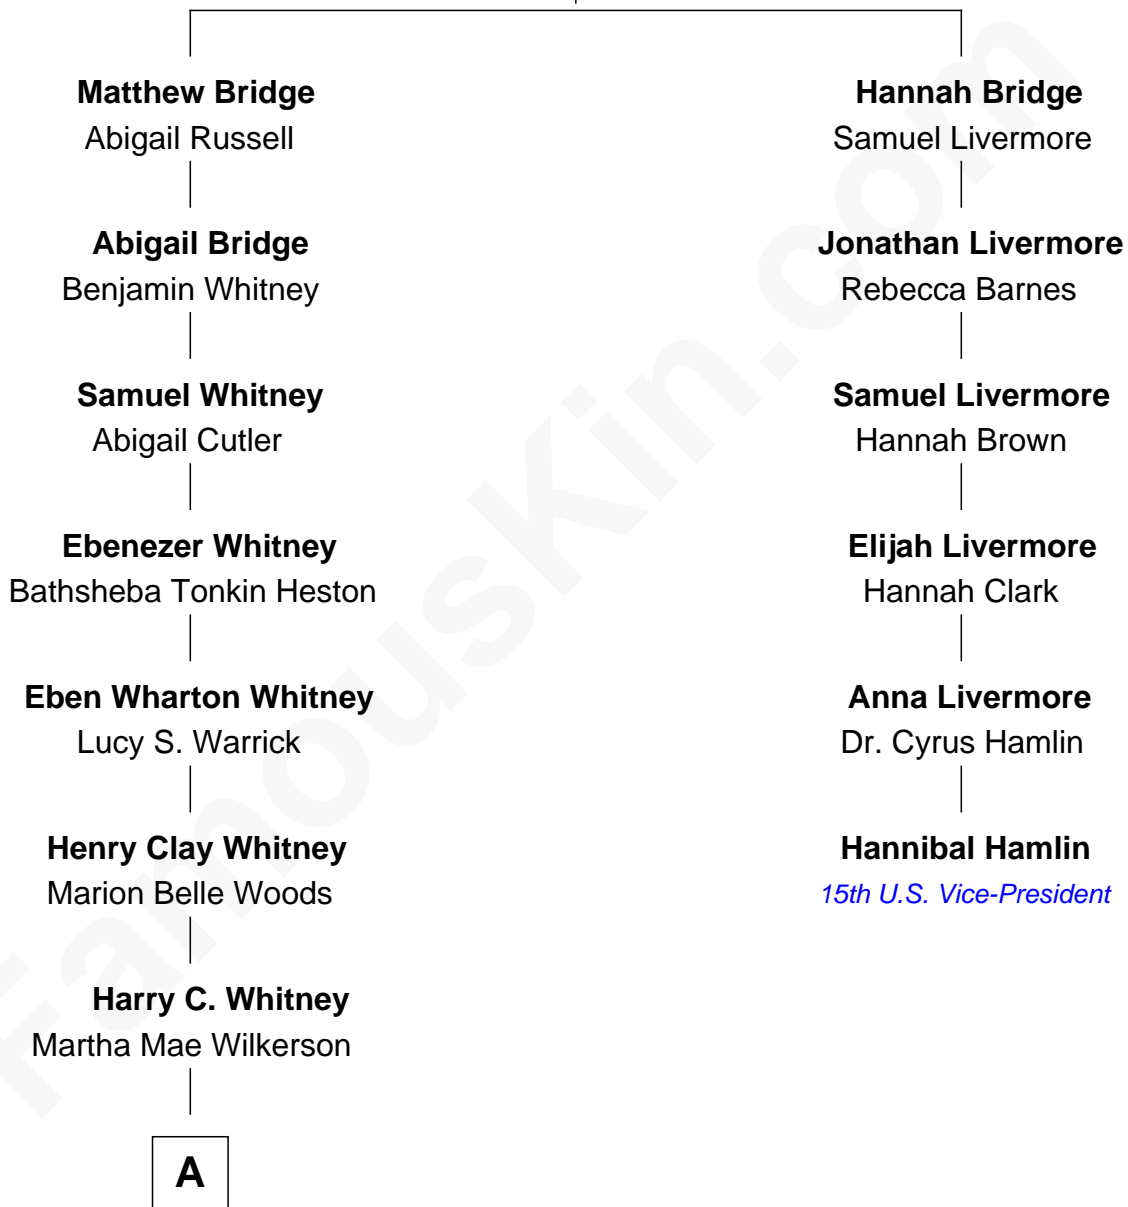 Matthew Bridge
Abigail Russell
Abigail Bridge
Benjamin Whitney
Samuel Whitney
Abigail Cutler
Ebenezer Whitney
Bathsheba Tonkin Heston
Eben Wharton Whitney
Lucy S. Warrick
Henry Clay Whitney
Marion Belle Woods
Harry C. Whitney
Martha Mae Wilkerson
A
Hannah Bridge
Samuel Livermore
Jonathan Livermore
Rebecca Barnes
Samuel Livermore
Hannah Brown
Elijah Livermore
Hannah Clark
Anna Livermore
Dr. Cyrus Hamlin
Hannibal Hamlin
15th U.S. Vice-President
FamousKin.com